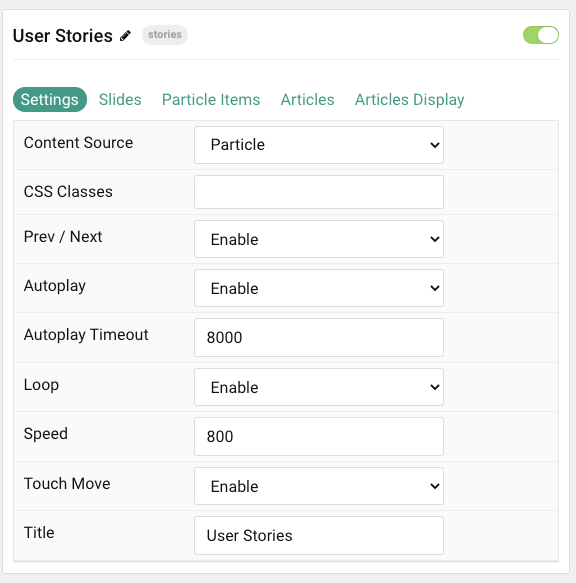 User Stories stories
Settings Slides Particle Items Articles Articles Display
Content Source Particle
CSS Classes
Prev / Next Enable
Autoplay Enable
Autoplay Timeout 8000
Loop Enable
Speed 800
Touch Move Enable
Title User Stories